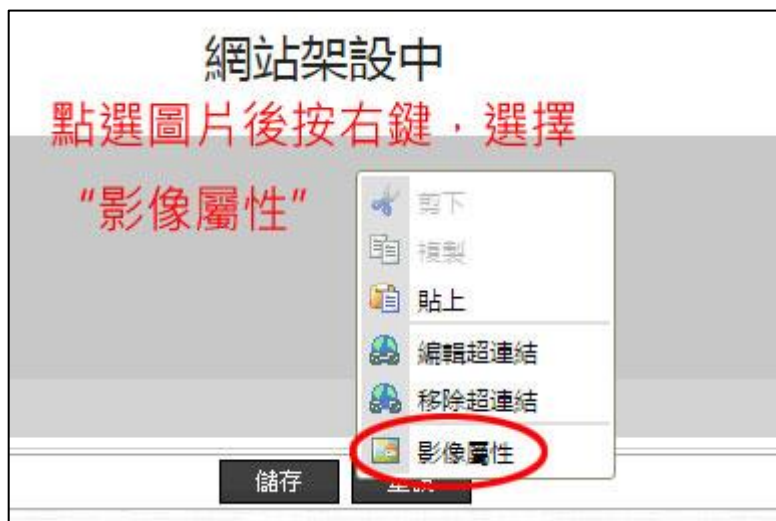 網站架設中
點選圖片後按右鍵，選擇
"影像屬性"
剪下
複製
貼上
編輯超連結
移除超連結
影像屬性
儲存